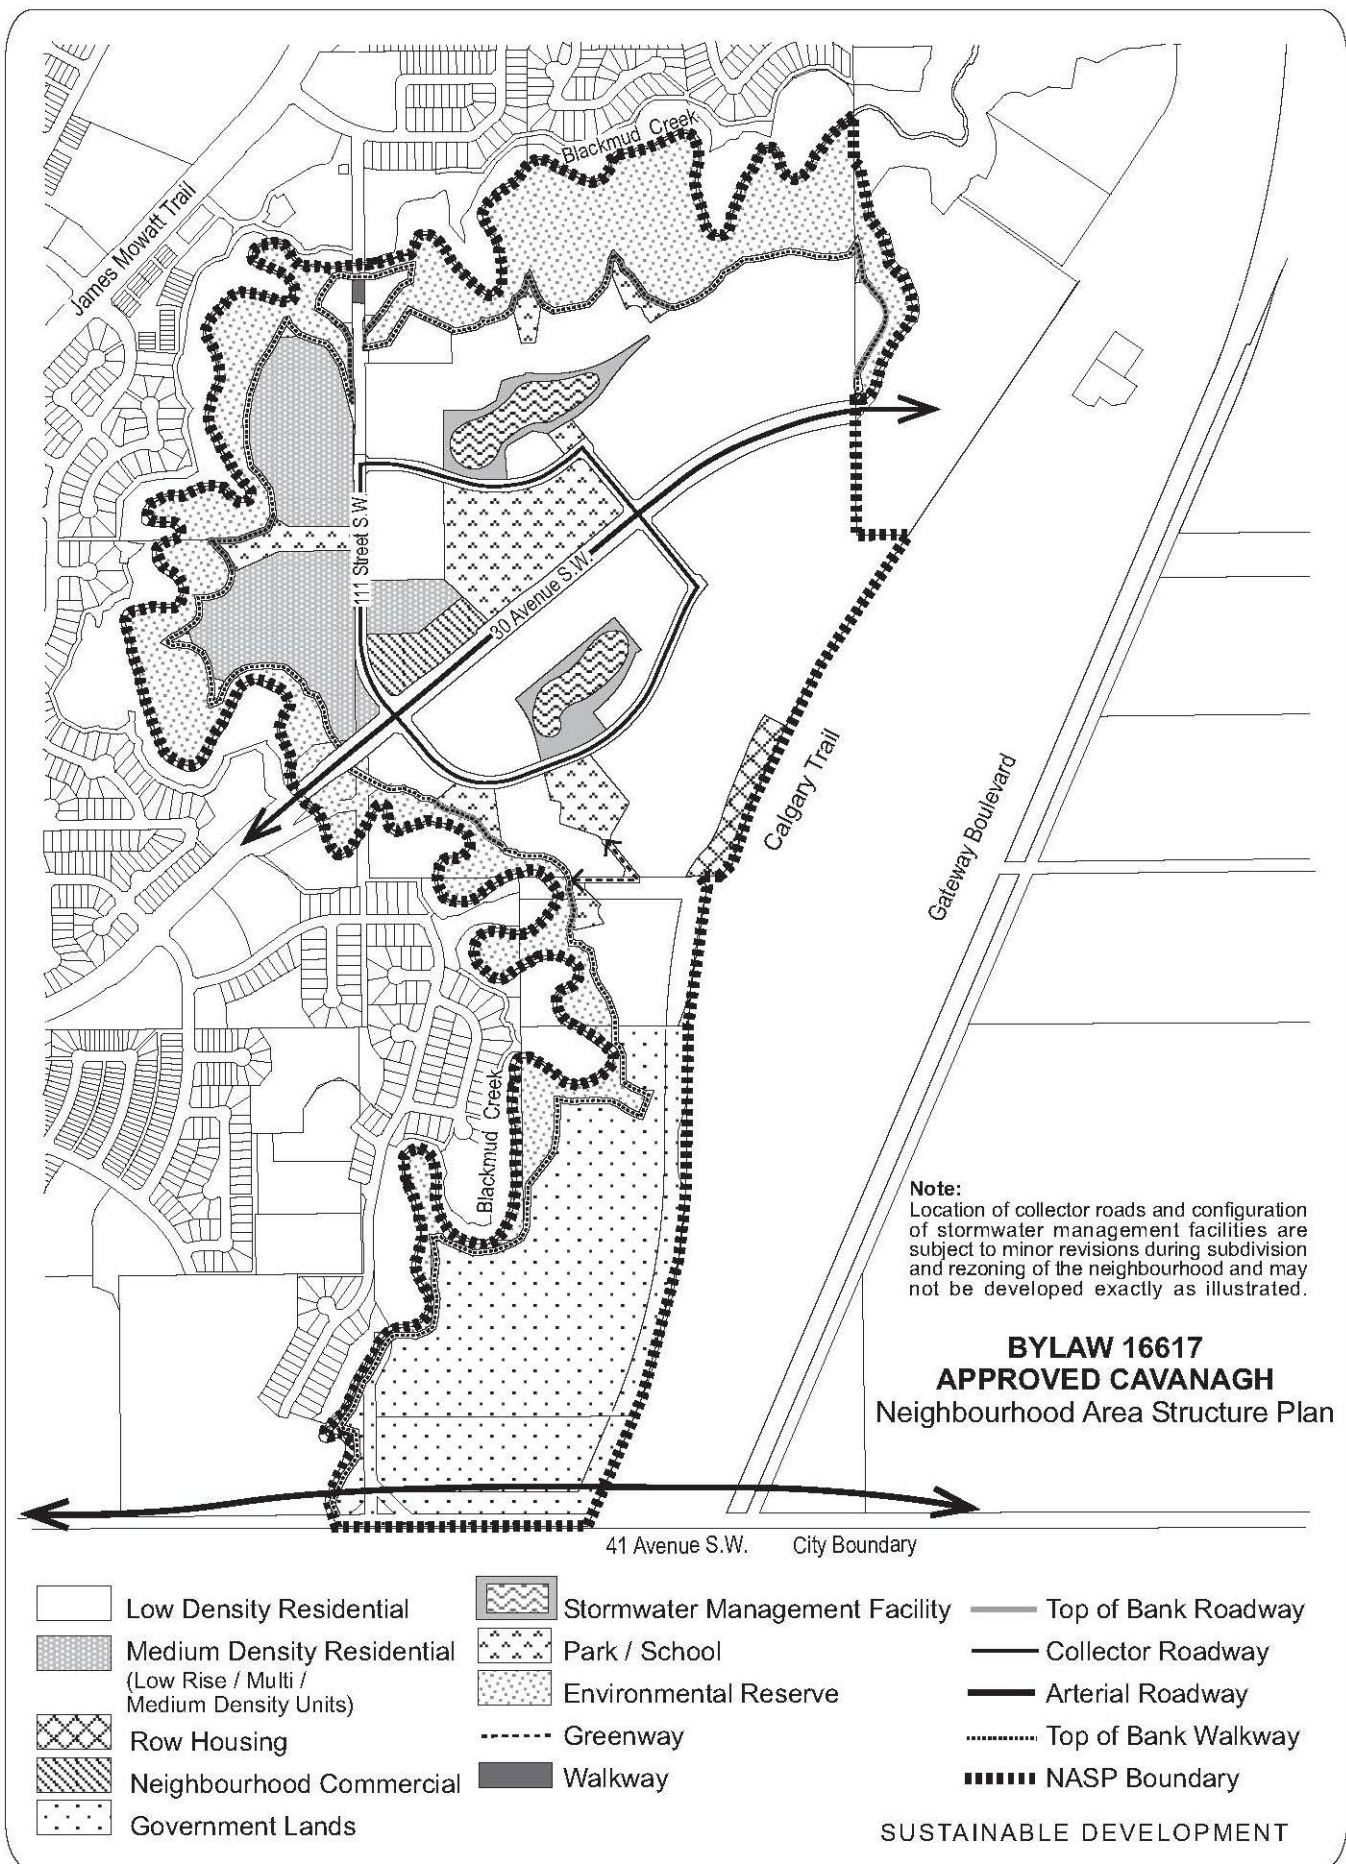 Blackmud Creek
James Mowatt Trail
111 Street S.W.
30 Avenue S.W.
Calgary Trail
Gateway Boulevard
Blackmud Creek
Note:
Location of collector roads and configuration
of stormwater management facilities are
subject to minor revisions during subdivision
and rezoning of the neighbourhood and may
not be developed exactly as illustrated.
BYLAW 16617
APPROVED CAVANAGH
Neighbourhood Area Structure Plan
41 Avenue S.W.
City Boundary
Low Density Residential
Medium Density Residential
(Low Rise / Multi /
Medium Density Units)
Row Housing
Neighbourhood Commercial
Government Lands
Stormwater Management Facility
Park / School
Environmental Reserve
Greenway
Walkway
Top of Bank Roadway
Collector Roadway
Arterial Roadway
Top of Bank Walkway
NASP Boundary
SUSTAINABLE DEVELOPMENT